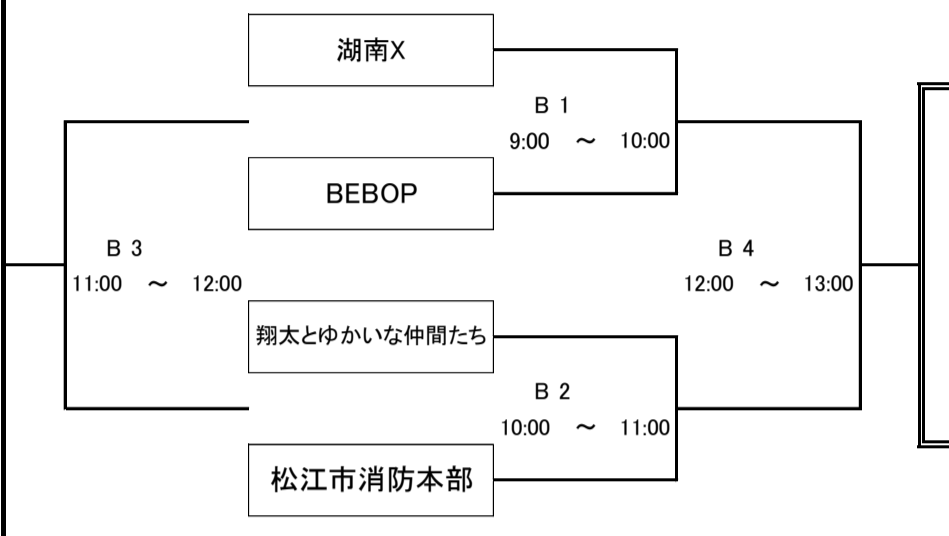 湖南X
B 1
9:00 ～ 10:00
BEBOP
B 3
11:00 ～ 12:00
B 4
12:00 ～ 13:00
翔太とゆかいな仲間たち
B 2
10:00 ～ 11:00
松江市消防本部